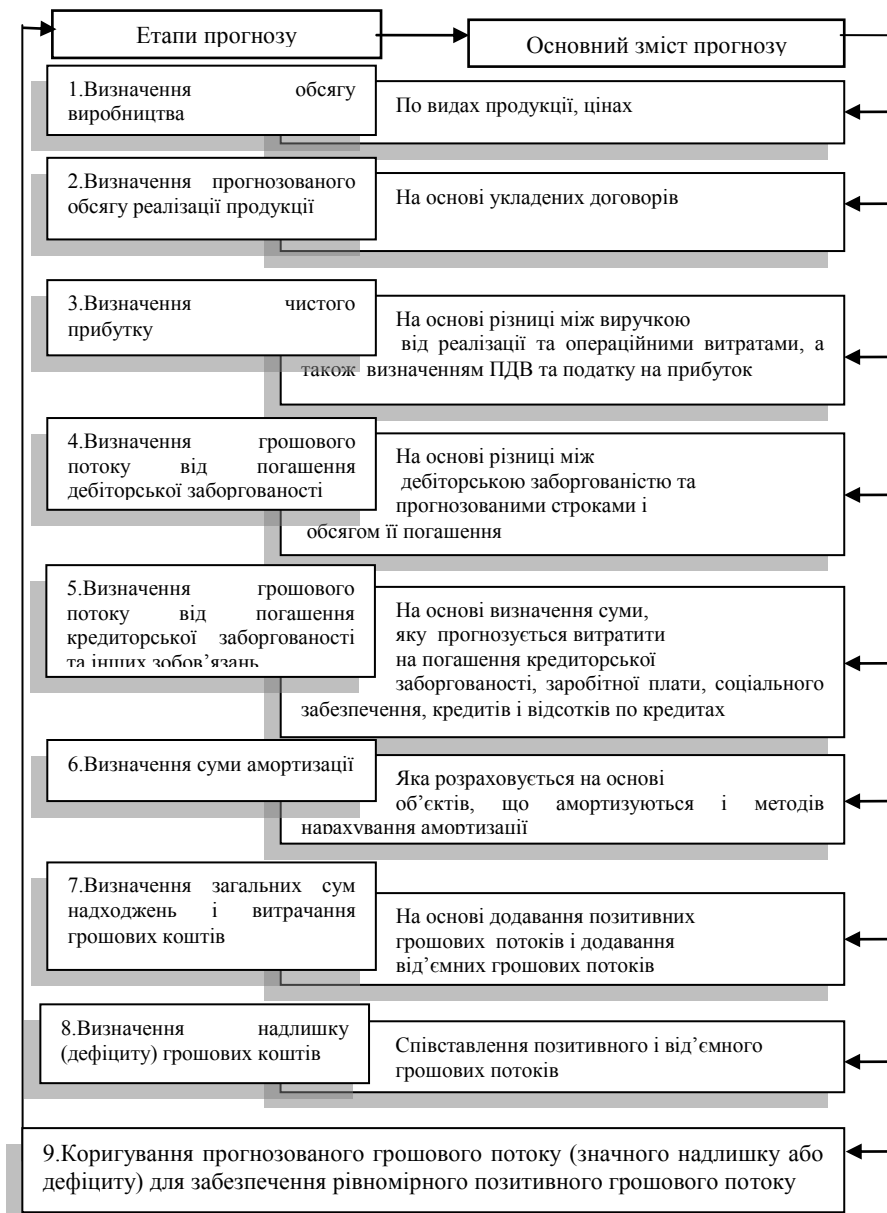 Етапи прогнозу
Основний зміст прогнозу
1.Визначення обсягу
виробництва
По видах продукції, цінах
2.Визначення прогнозованого
обсягу реалізації продукції
На основі укладених договорів
3.Визначення чистого
прибутку
На основі різниці між виручкою
від реалізації та операційними витратами, а
також визначенням ПДВ та податку на прибуток
4.Визначення грошового
потоку від погашення
дебіторської заборгованості
На основі різниці між
дебіторською заборгованістю та
прогнозованими строками і
обсягом її погашення
5.Визначення грошового
потоку від погашення
кредиторської заборгованості
та інших зобов’язань
На основі визначення суми,
яку прогнозується витратити
на погашення кредиторської
заборгованості, заробітної плати, соціального
забезпечення, кредитів і відсотків по кредитах
6.Визначення суми амортизації
Яка розраховується на основі
об’єктів, що амортизуються і методів
нарахування амортизації
7.Визначення загальних сум
надходжень і витрачання
грошових коштів
На основі додавання позитивних
грошових потоків і додавання
від’ємних грошових потоків
8.Визначення надлишку
(дефіциту) грошових коштів
Співставлення позитивного і від’ємного
грошових потоків
9.Коригування прогнозованого грошового потоку (значного надлишку або
дефіциту) для забезпечення рівномірного позитивного грошового потоку